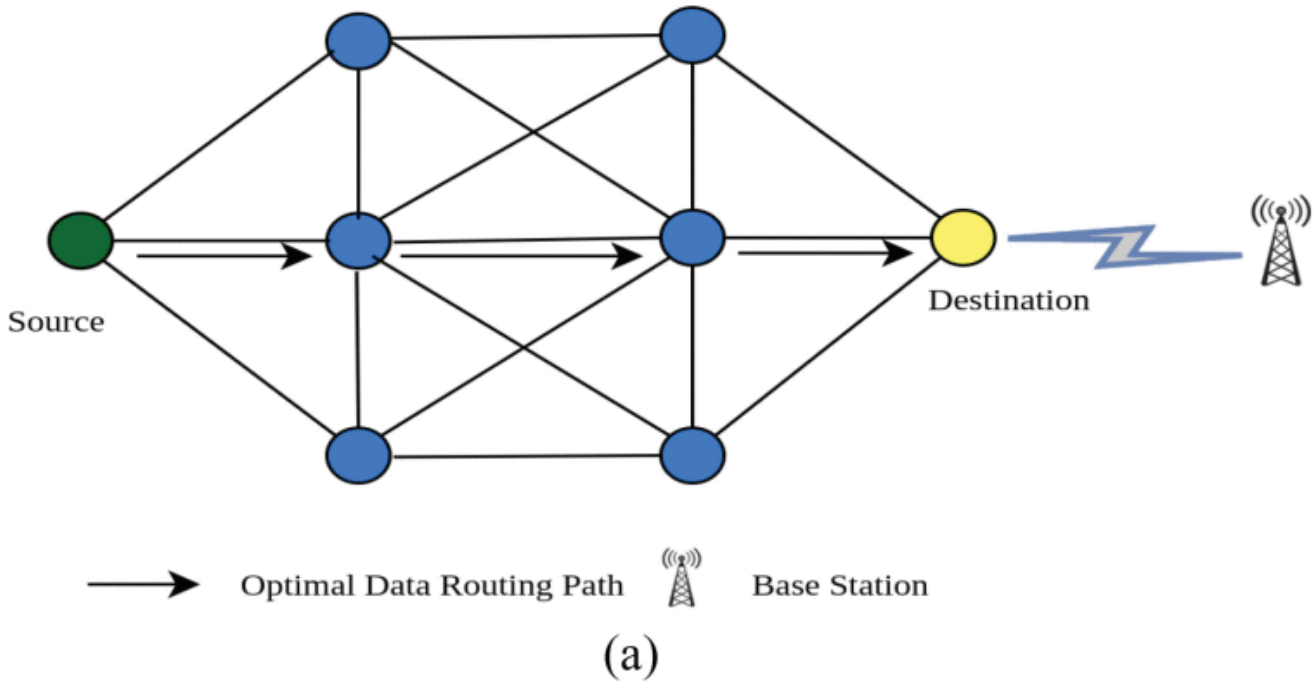 Source
Destination
Optimal Data Routing Path
Base Station
(a)